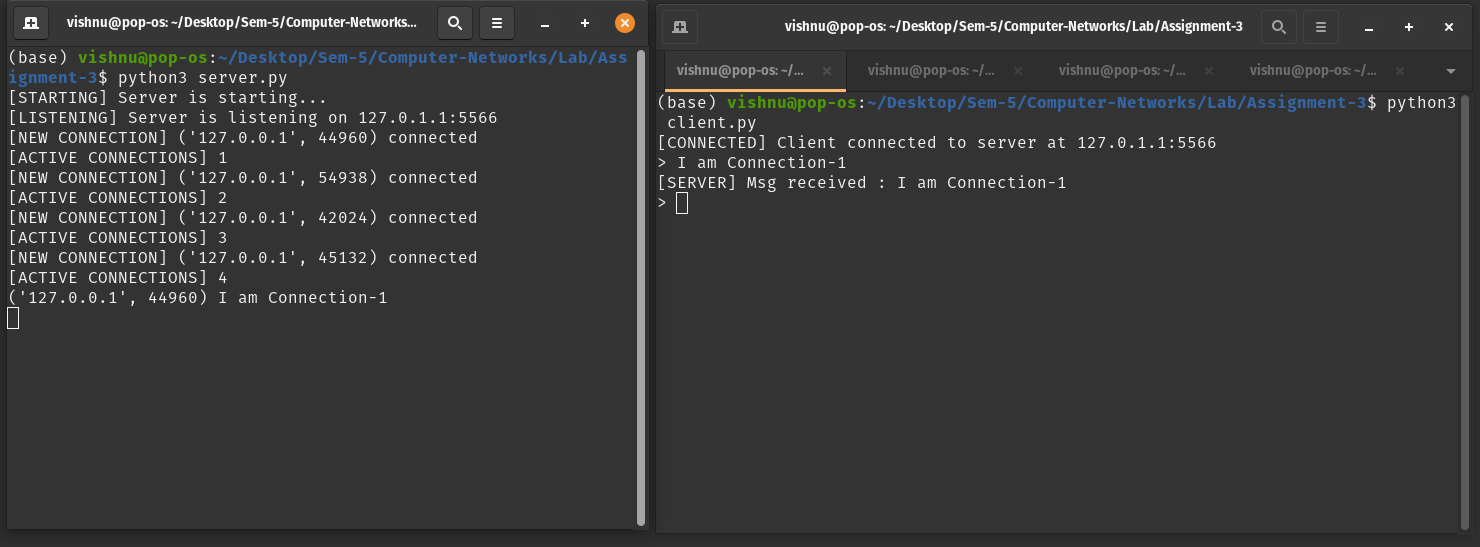 vishnu@pop-os: ~/Desktop/Sem-5/Computer-Networks...
(base) vishnu@pop-os:~/Desktop/Sem-5/Computer-Networks/Lab/Ass
ignment-3$ python3 server.py
[STARTING] Server is starting...
[LISTENING] Server is listening on 127.0.1.1:5566
[NEW CONNECTION] ('127.0.0.1', 44960) connected
[ACTIVE CONNECTIONS] 1
[NEW CONNECTION] ('127.0.0.1', 54938) connected
[ACTIVE CONNECTIONS] 2
[NEW CONNECTION] ('127.0.0.1', 42024) connected
[ACTIVE CONNECTIONS] 3
[NEW CONNECTION] ('127.0.0.1', 45132) connected
[ACTIVE CONNECTIONS] 4
('127.0.0.1', 44960) I am Connection-1
vishnu@pop-os: ~/Desktop/Sem-5/Computer-Networks/Lab/Assignment-3
vishnu@pop-os: ~/... vishnu@pop-os: ~/... vishnu@pop-os: ~/... vishnu@pop-os: ~/...
(base) vishnu@pop-os:~/Desktop/Sem-5/Computer-Networks/Lab/Assignment-3$ python3
client.py
[CONNECTED] Client connected to server at 127.0.1.1:5566
> I am Connection-1
[SERVER] Msg received : I am Connection-1
>